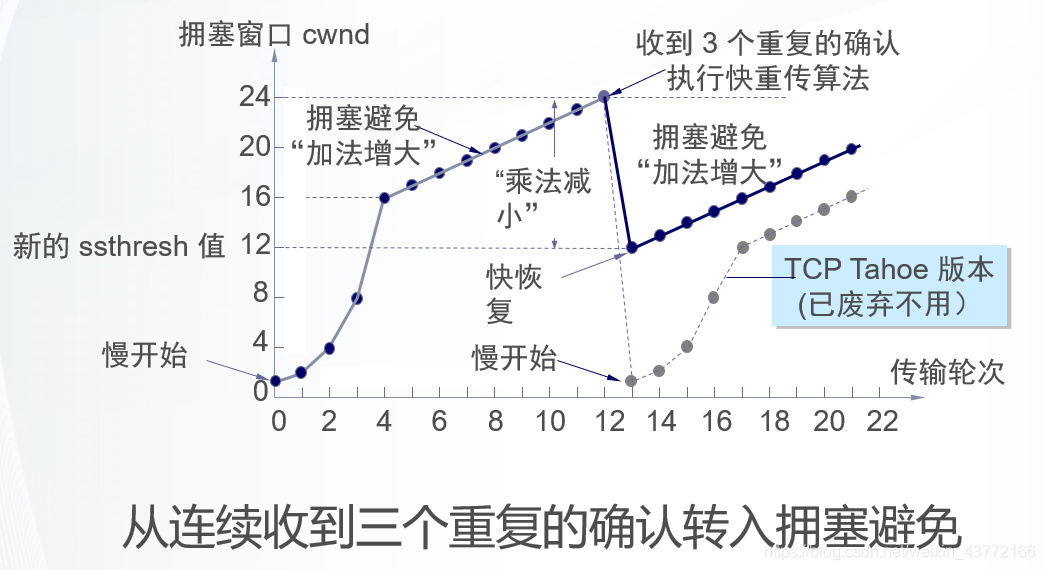 拥塞窗口 cwnd
收到 3 个重复的确认
执行快重传算法
24
拥塞避免
“加法增大”
拥塞避免
“加法增大”
20
“乘法减
小”
16
新的 ssthresh 值
12
TCP Tahoe 版本
(已废弃不用）
快恢
复
8
4
慢开始
慢开始
传输轮次
0
0 2 4 6 8 10 12 14 16 18 20 22
从连续收到三个重复的确认转入拥塞避免
https://blog.csdn.net/weixin_43772166